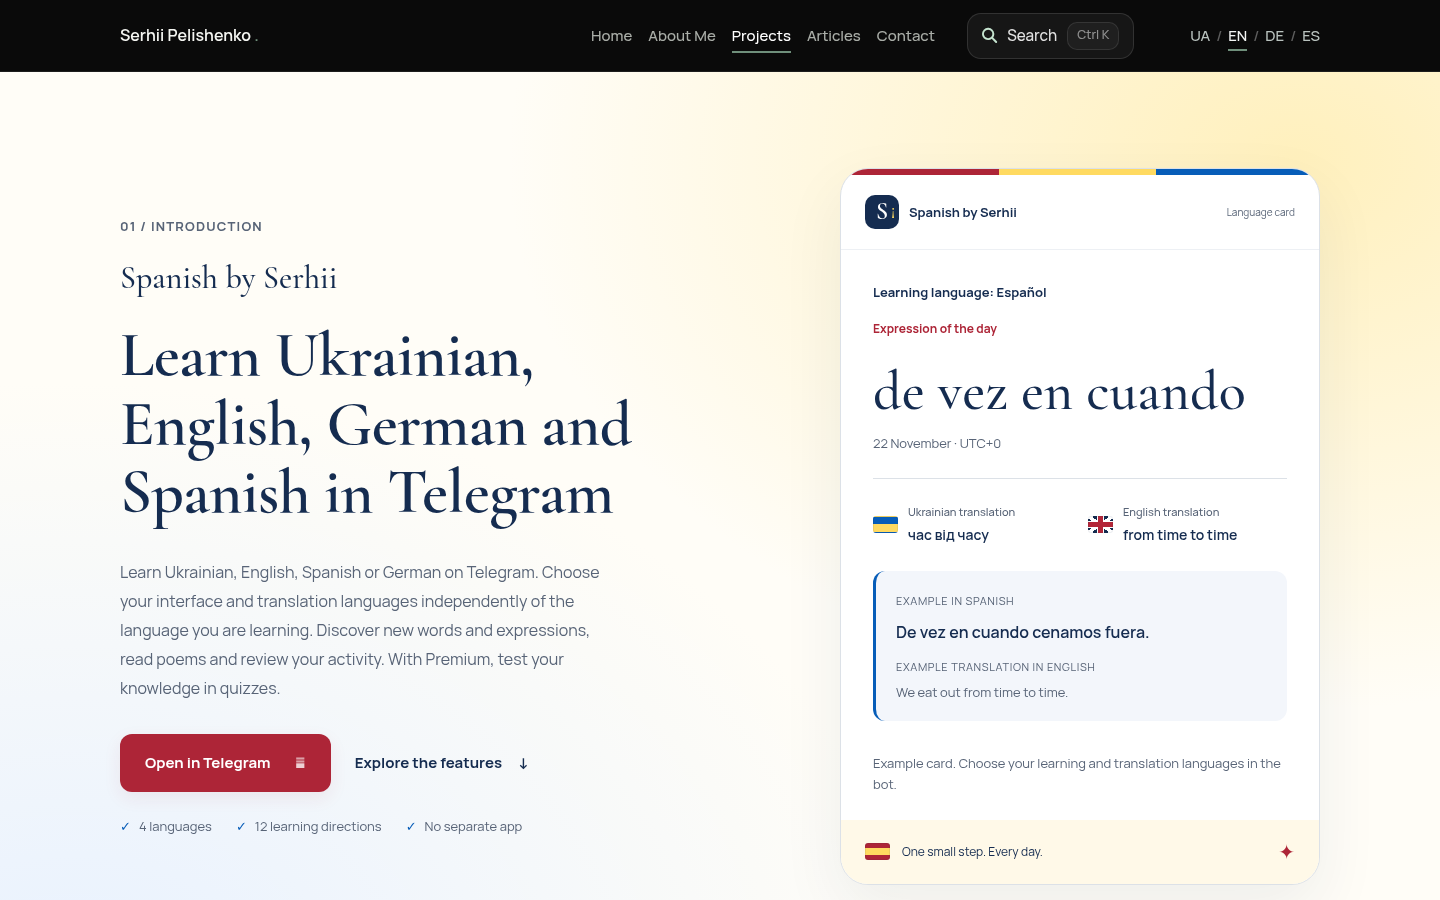 Serhii Pelishenko .
Home About Me Projects Articles Contact
Search Ctrl K
UA / EN / DE / ES
01 / INTRODUCTION
Spanish by Serhii
Learn Ukrainian,
English, German and
Spanish in Telegram
Learn Ukrainian, English, Spanish or German on Telegram. Choose
your interface and translation languages independently of the
language you are learning. Discover new words and expressions,
read poems and review your activity. With Premium, test your
knowledge in quizzes.
Open in Telegram
Explore the features ↓
✓ 4 languages ✓ 12 learning directions ✓ No separate app
S¡ Spanish by Serhii
Language card
Learning language: Español
Expression of the day
de vez en cuando
22 November · UTC+0
Ukrainian translation
час від часу
English translation
from time to time
EXAMPLE IN SPANISH
De vez en cuando cenamos fuera.
EXAMPLE TRANSLATION IN ENGLISH
We eat out from time to time.
Example card. Choose your learning and translation languages in the
bot.
One small step. Every day.